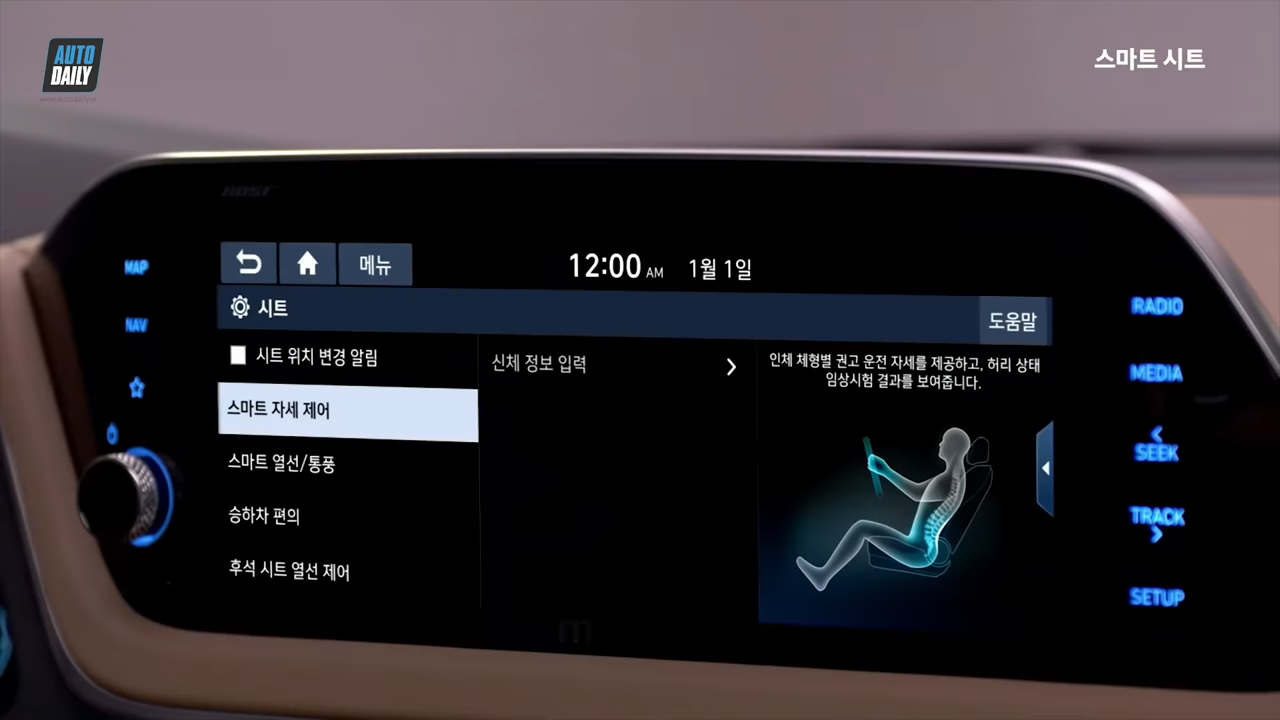 AUTO
DAILY
www.autodaily.kr
스마트 시트
BOSE
메뉴
12:00 AM 1월 1일
시트
도움말
시트 위치 변경 알림
스마트 자세 제어
스마트 열선/통풍
승하차 편의
후석 시트 열선 제어
신체 정보 입력
인체 체형별 권고 운전 자세를 제공하고, 허리 상태
임상시험 결과를 보여줍니다.
MAP
NAV
RADIO
MEDIA
SEEK
TRACK
SETUP